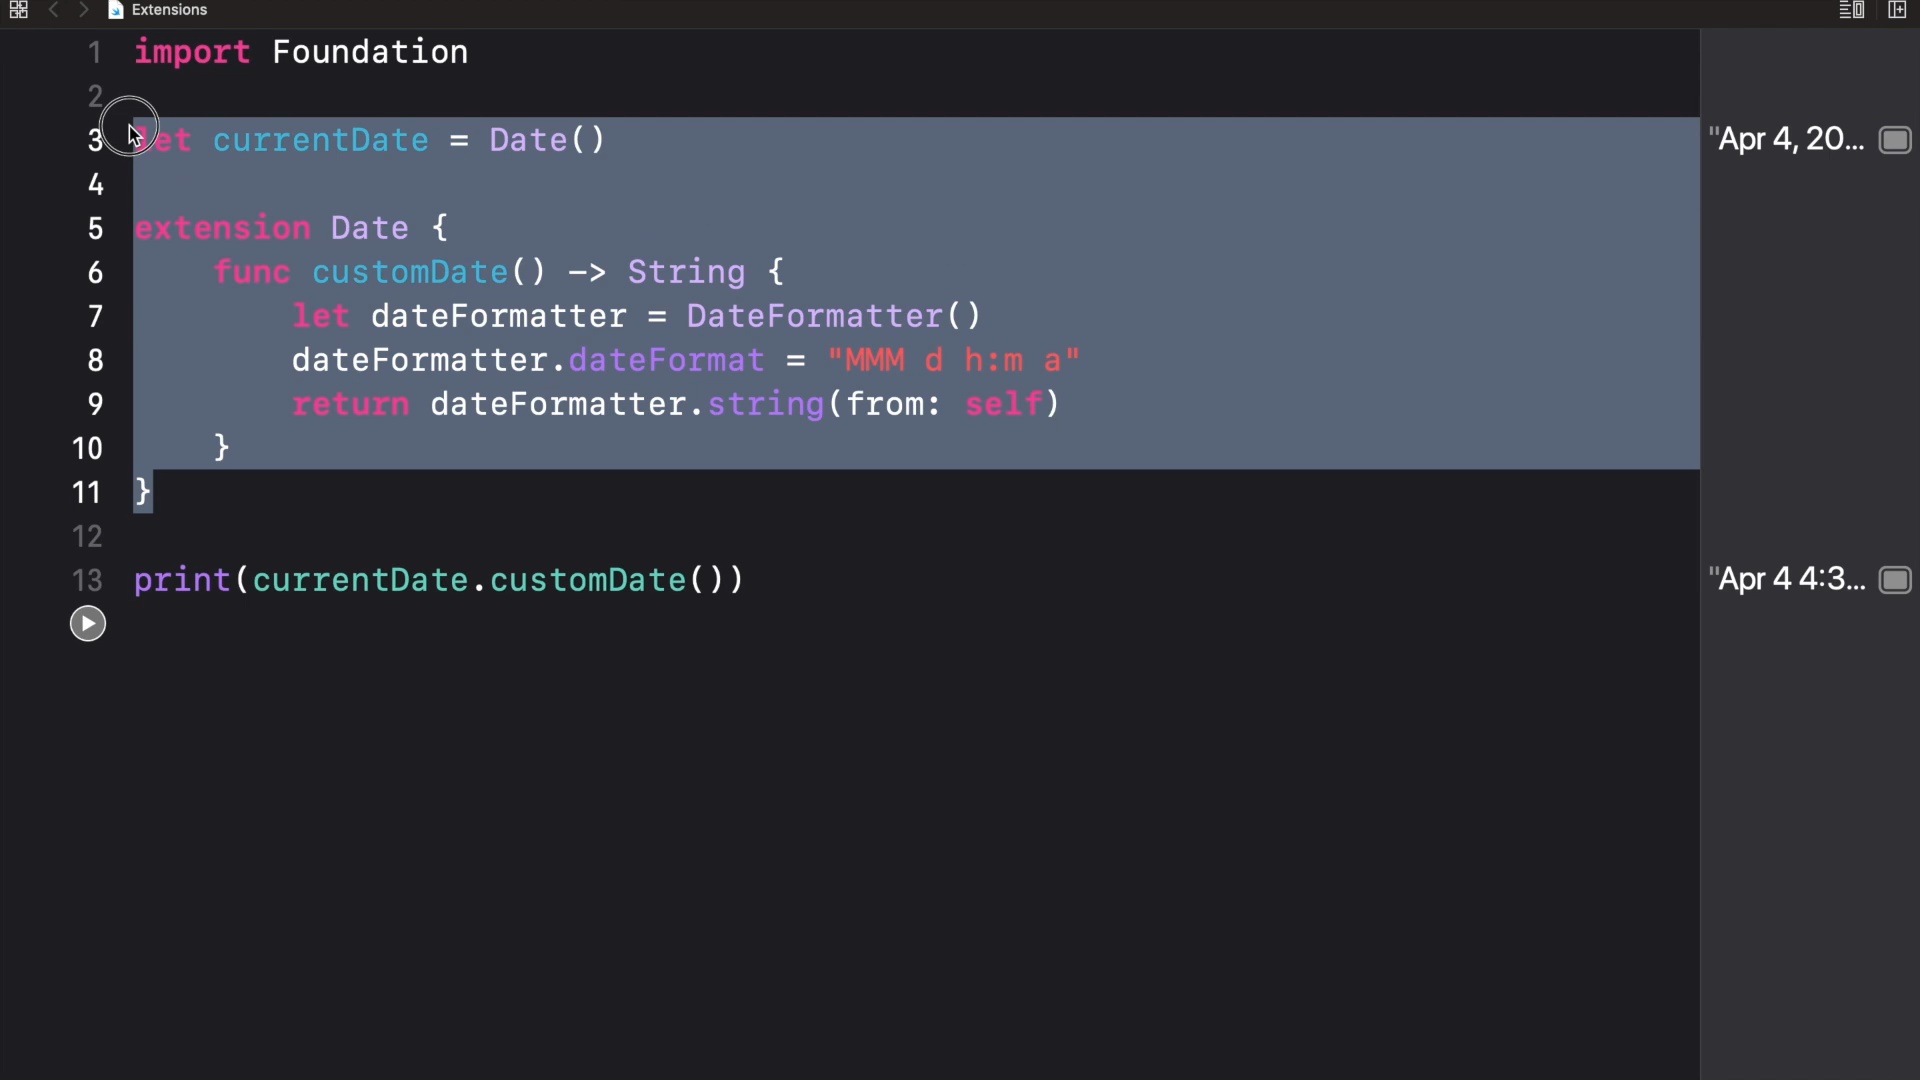 Extensions
1 import Foundation
2
3 let currentDate = Date() "Apr 4, 20...
4
5 extension Date {
6 func customDate() -> String {
7 let dateFormatter = DateFormatter()
8 dateFormatter.dateFormat = "MMM d h:m a"
9 return dateFormatter.string(from: self)
10 }
11 }
12
13 print(currentDate.customDate()) "Apr 4 4:3...